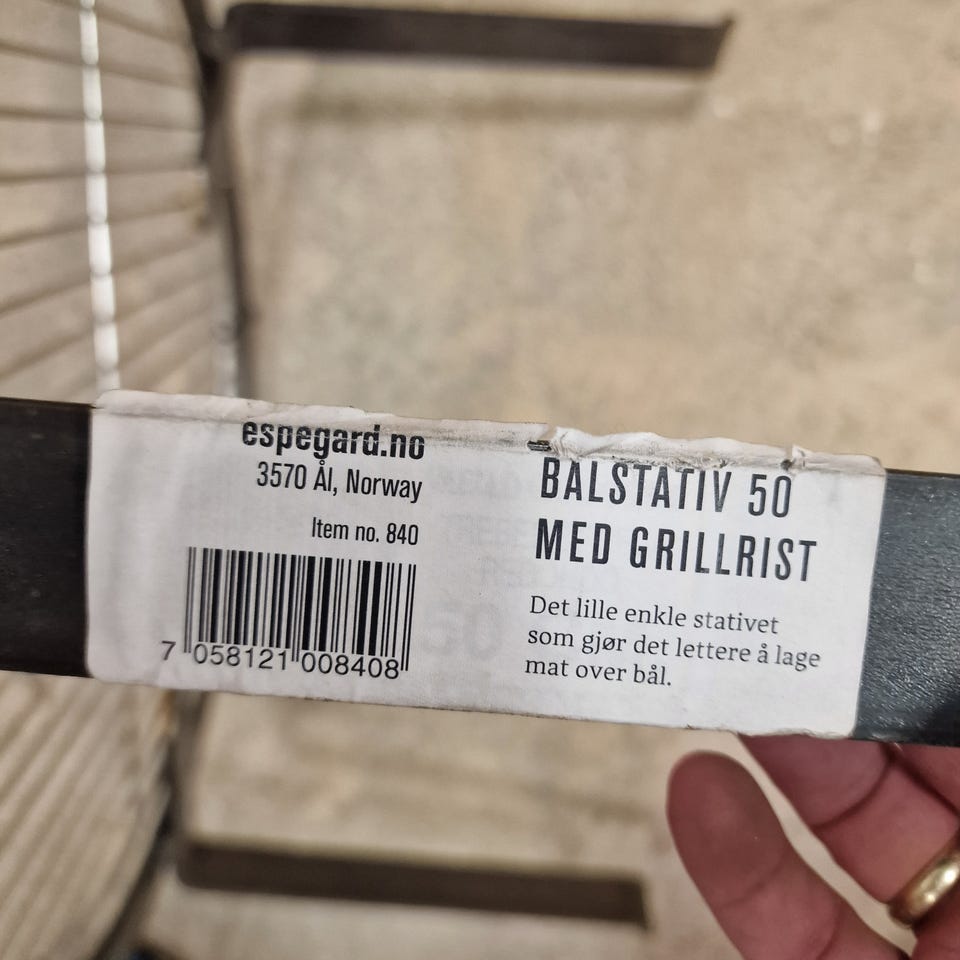 espegard.no
3570 Ål, Norway
Item no. 840
7 058121 008408
BÅLSTATIV 50
MED GRILLRIST
Det lille enkle stativet
som gjør det lettere å lage
mat over bål.